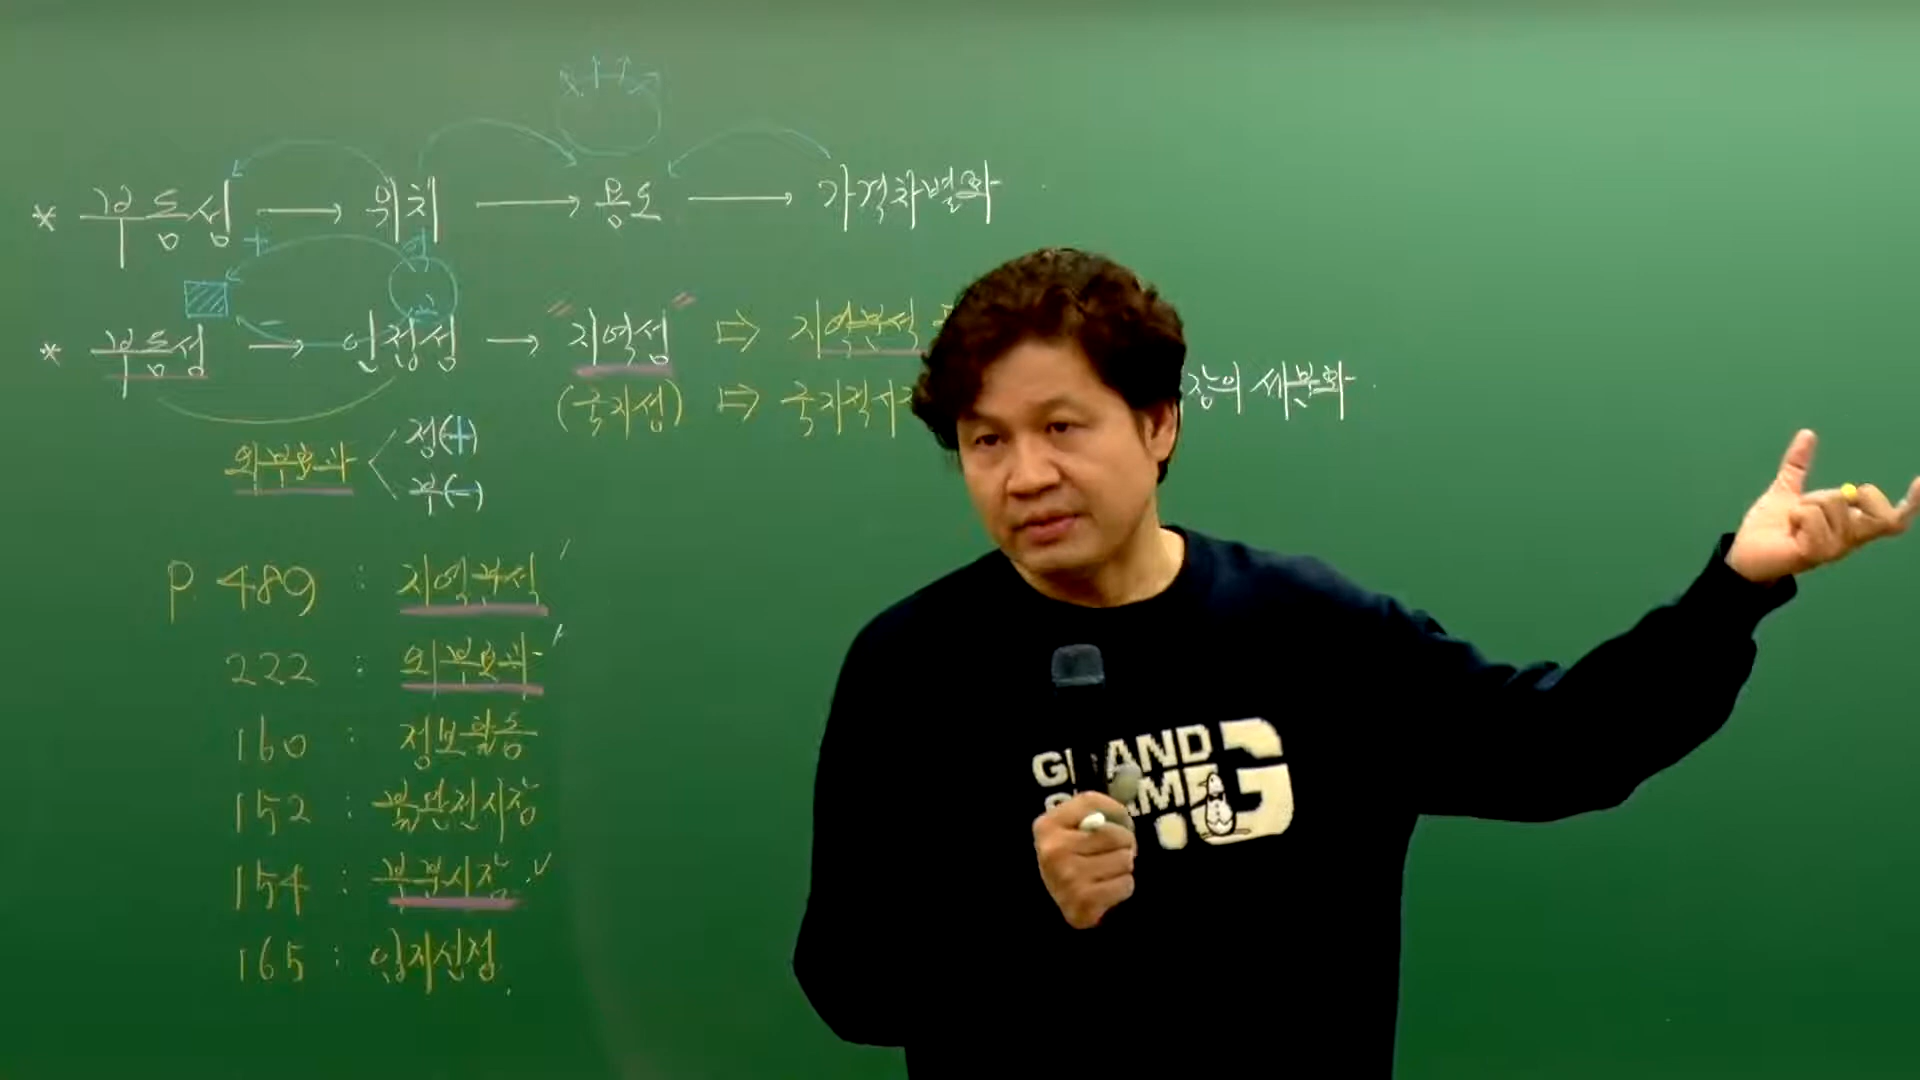 * 부동성 → 위치 → 용도 → 가격차별화.
* 부동성 → 인접성 → "지역성" ⇨ 지역분석
(국지성) ⇨ 국지적시장의 세분화.
외부효과 < 정(+)
부(-)
P. 489 : 지역분석
222 : 외부효과
160 : 정보활동
152 : 불완전시장
154 : 부분시장.
165 : 입지선정.
GRAND
SLAM
G